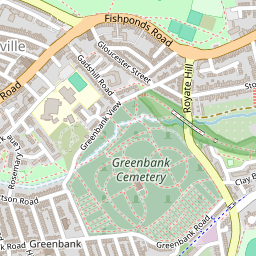 Fishponds Road
ville
Gloucester Street
Gadshill Road
Royate Hill
Road
Greenbank View
Sto
Rosemary
Lane
Greenbank
Cemetery
Clay B
rtson Road
Greenbank Road
k Road
Greenbank